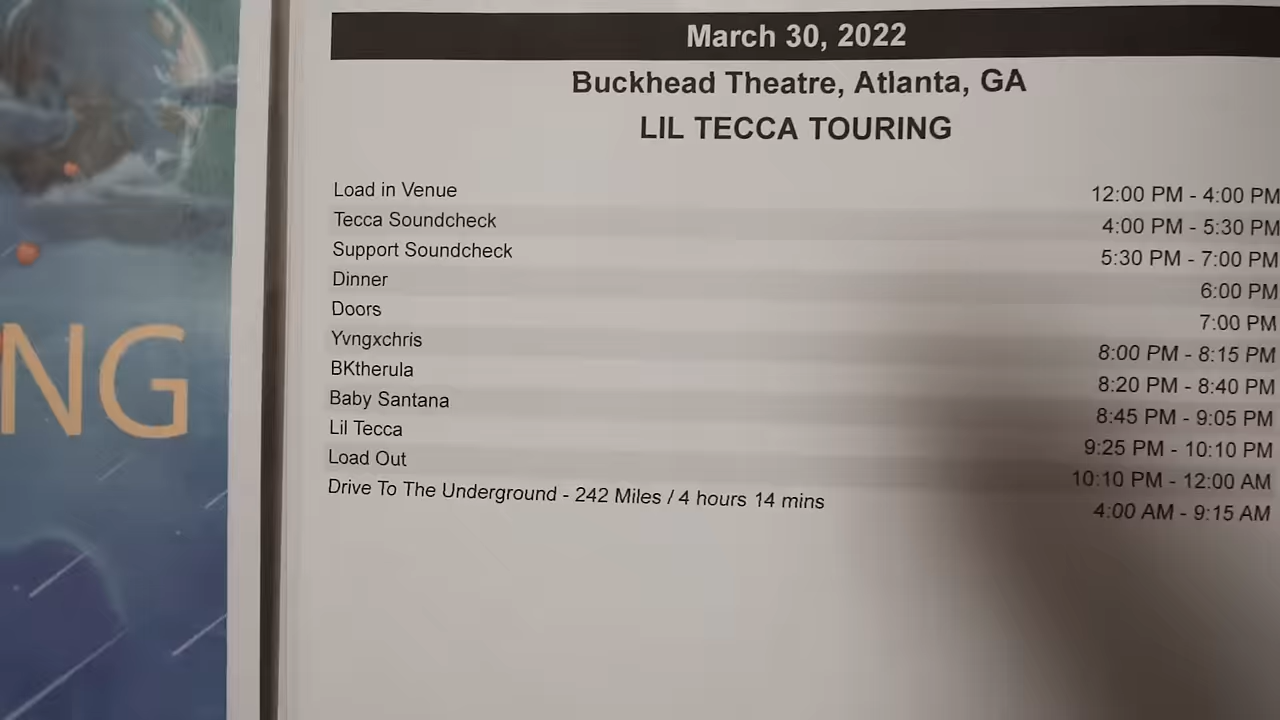 NG
March 30, 2022
Buckhead Theatre, Atlanta, GA
LIL TECCA TOURING
Load in Venue 12:00 PM - 4:00 PM
Tecca Soundcheck 4:00 PM - 5:30 PM
Support Soundcheck 5:30 PM - 7:00 PM
Dinner 6:00 PM
Doors 7:00 PM
Yvngxchris 8:00 PM - 8:15 PM
BKtherula 8:20 PM - 8:40 PM
Baby Santana 8:45 PM - 9:05 PM
Lil Tecca 9:25 PM - 10:10 PM
Load Out 10:10 PM - 12:00 AM
Drive To The Underground - 242 Miles / 4 hours 14 mins 4:00 AM - 9:15 AM